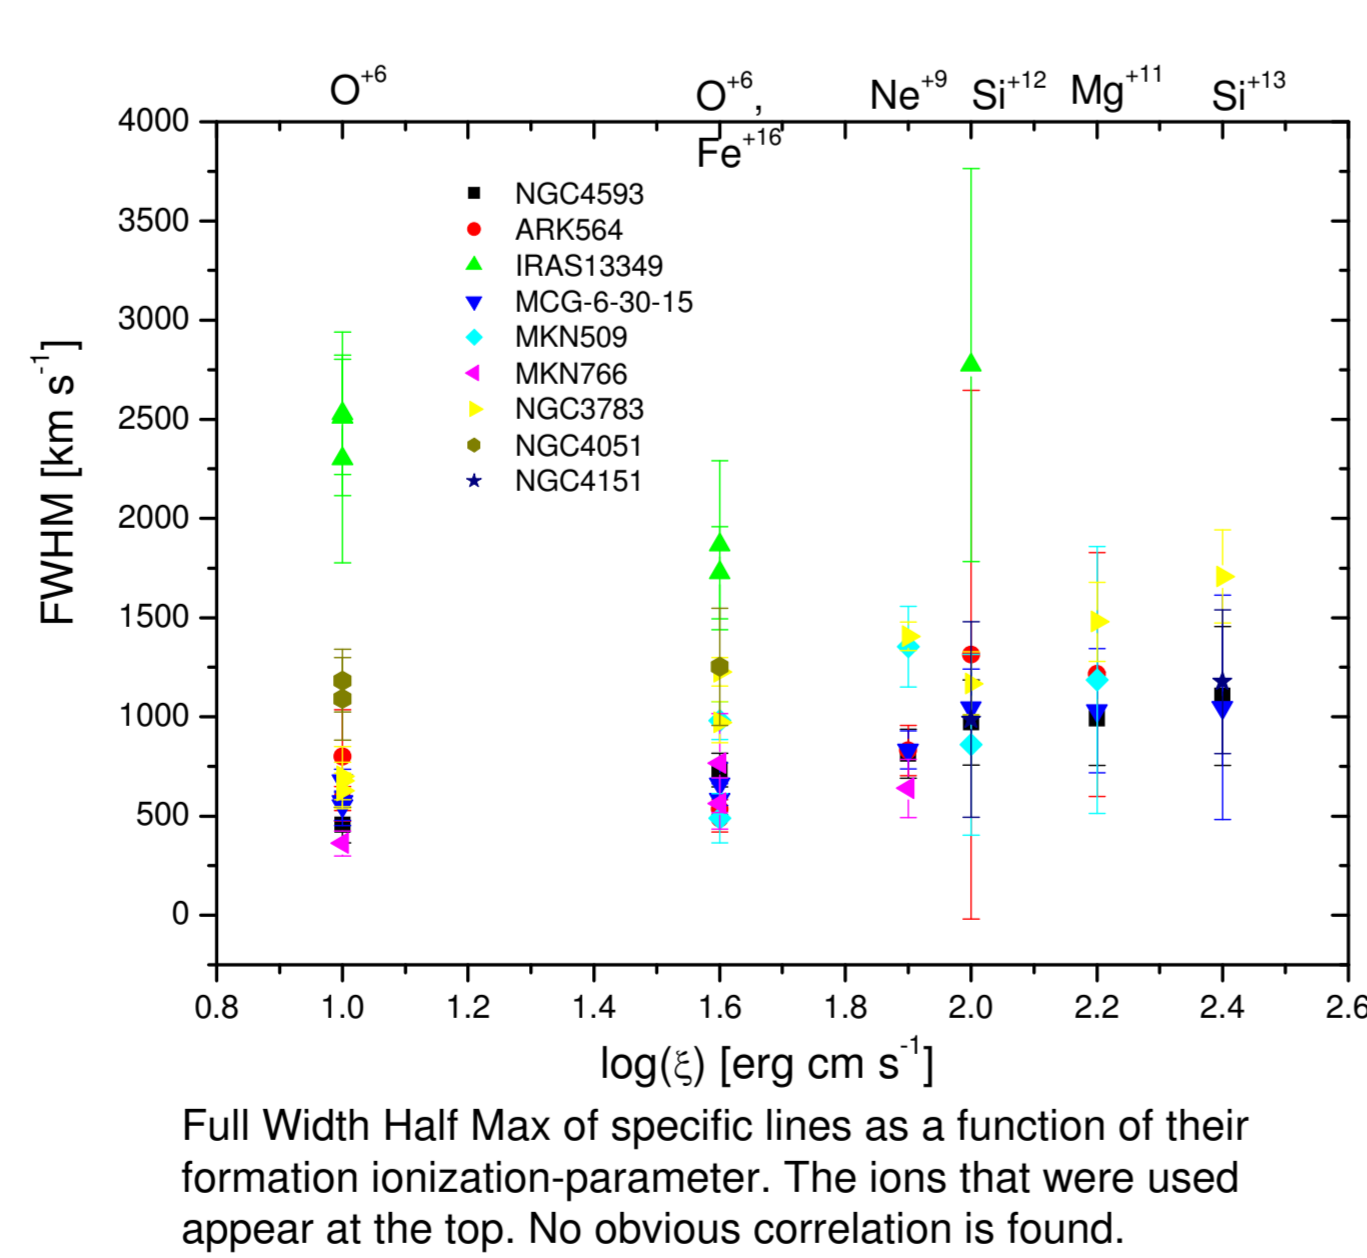 O+6 O+6, Ne+9 Si+12 Mg+11 Si+13
Fe+16
4000
3500
3000
2500
2000
1500
1000
500
0
FWHM [km s-1]
NGC4593
ARK564
IRAS13349
MCG-6-30-15
MKN509
MKN766
NGC3783
NGC4051
NGC4151
0.8 1.0 1.2 1.4 1.6 1.8 2.0 2.2 2.4 2.6
log(ξ) [erg cm s-1]
Full Width Half Max of specific lines as a function of their
formation ionization-parameter. The ions that were used
appear at the top. No obvious correlation is found.